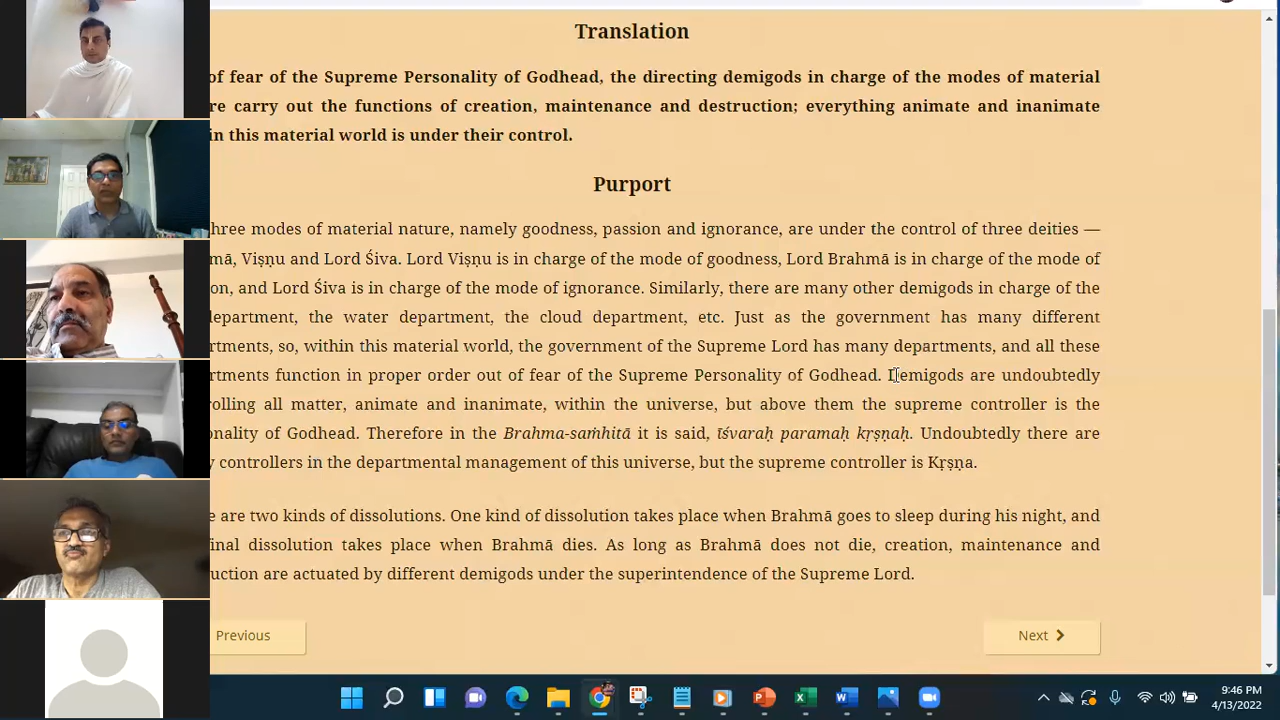 Translation
of fear of the Supreme Personality of Godhead, the directing demigods in charge of the modes of material
re carry out the functions of creation, maintenance and destruction; everything animate and inanimate
in this material world is under their control.
Purport
hree modes of material nature, namely goodness, passion and ignorance, are under the control of three deities —
mā, Viṣṇu and Lord Śiva. Lord Viṣṇu is in charge of the mode of goodness, Lord Brahmā is in charge of the mode of
on, and Lord Śiva is in charge of the mode of ignorance. Similarly, there are many other demigods in charge of the
department, the water department, the cloud department, etc. Just as the government has many different
rtments, so, within this material world, the government of the Supreme Lord has many departments, and all these
rtments function in proper order out of fear of the Supreme Personality of Godhead. Demigods are undoubtedly
rolling all matter, animate and inanimate, within the universe, but above them the supreme controller is the
onality of Godhead. Therefore in the Brahma-saṁhitā it is said, īśvaraḥ paramaḥ kṛṣṇaḥ. Undoubtedly there are
y controllers in the departmental management of this universe, but the supreme controller is Kṛṣṇa.
e are two kinds of dissolutions. One kind of dissolution takes place when Brahmā goes to sleep during his night, and
inal dissolution takes place when Brahmā dies. As long as Brahmā does not die, creation, maintenance and
uction are actuated by different demigods under the superintendence of the Supreme Lord.
Previous
Next
9:46 PM
4/13/2022